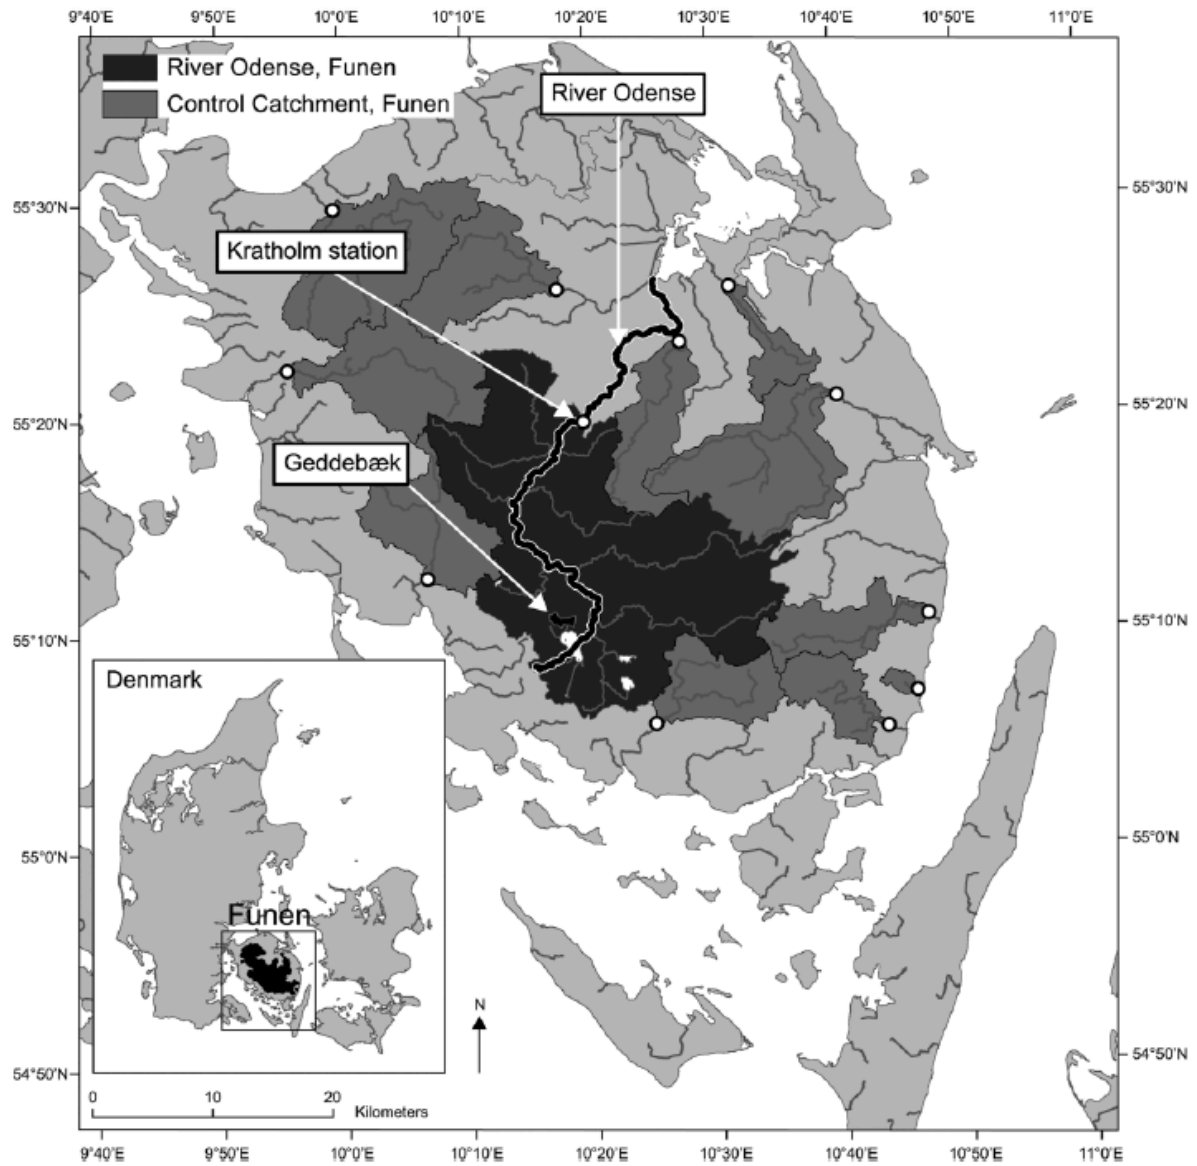 9°40'E 9°50'E 10°0'E 10°10'E 10°20'E 10°30'E 10°40'E 10°50'E 11°0'E
River Odense, Funen
Control Catchment, Funen
River Odense
55°30'N
55°30'N
Kratholm station
55°20'N
55°20'N
Geddebæk
55°10'N
55°10'N
Denmark
55°0'N
55°0'N
Funen
N
54°50'N
54°50'N
0 10 20
Kilometers
9°40'E 9°50'E 10°0'E 10°10'E 10°20'E 10°30'E 10°40'E 10°50'E 11°0'E